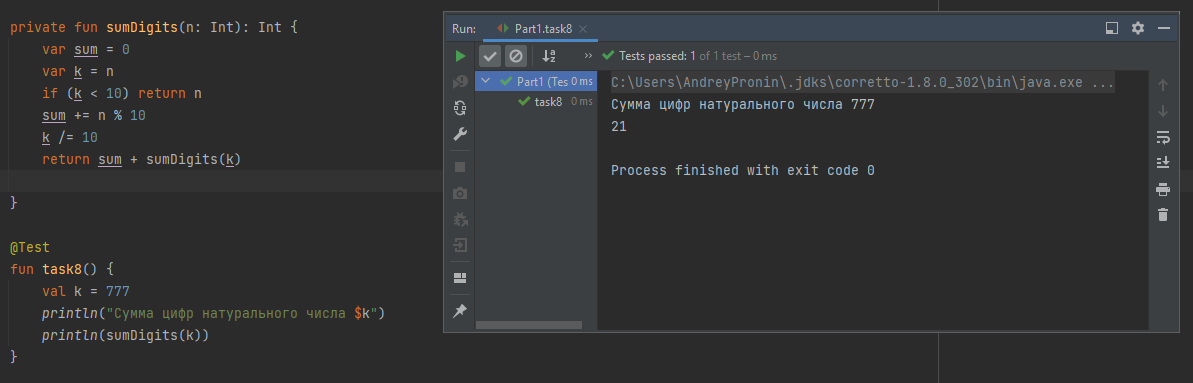 private fun sumDigits(n: Int): Int {
var sum = 0
var k = n
if (k < 10) return n
sum += n % 10
k /= 10
return sum + sumDigits(k)
}
@Test
fun task8() {
val k = 777
println("Сумма цифр натурального числа $k")
println(sumDigits(k))
}
Run: Part1.task8
Tests passed: 1 of 1 test – 0 ms
Part1 (Tes 0 ms
task8 0 ms
C:\Users\AndreyPronin\.jdks\corretto-1.8.0_302\bin\java.exe ...
Сумма цифр натурального числа 777
21
Process finished with exit code 0